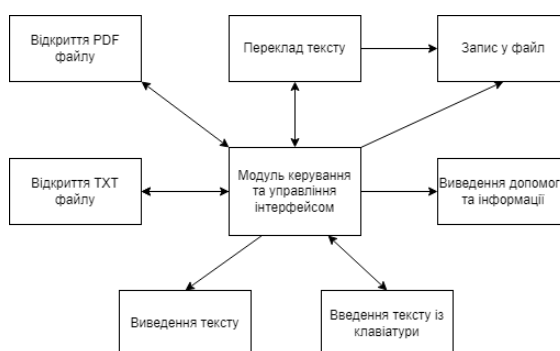 Відкриття PDF
файлу
Переклад тексту
Запис у файл
Відкриття TXT
файлу
Модуль керування
та управління
інтерфейсом
Виведення допомог
та інформації
Виведення тексту
Введення тексту із
клавіатури